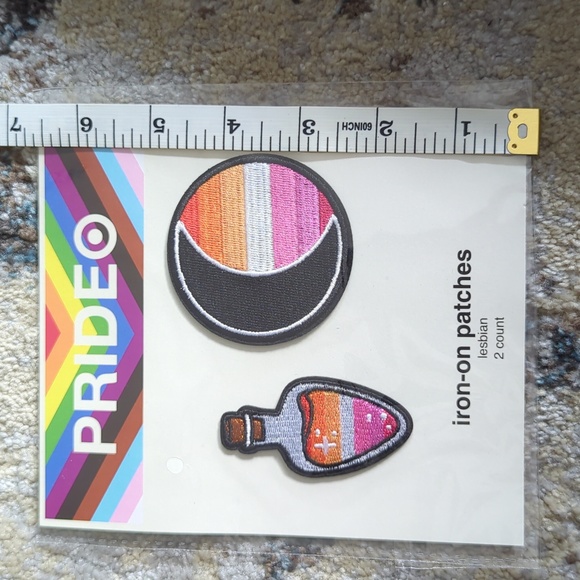 7 6 5 4 3 60INCH 2 1
PRIDE
iron-on patches
lesbian
2 count